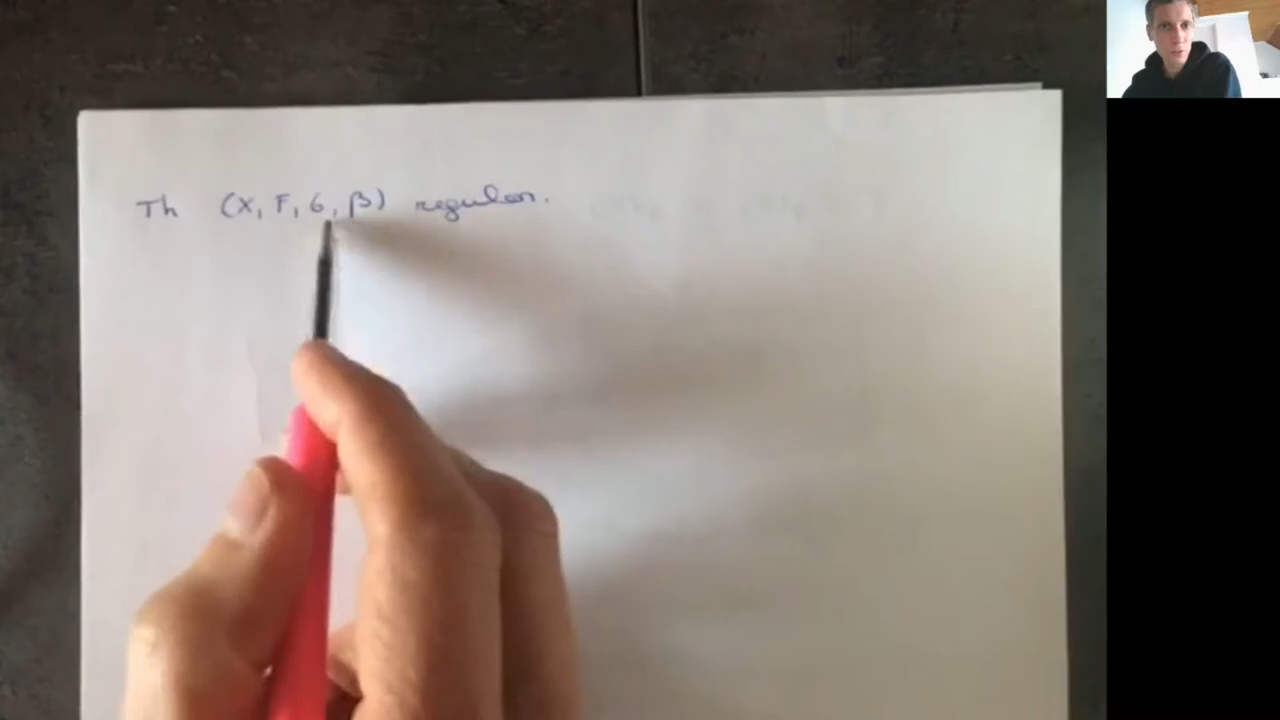 Th (X, F, G, β) regular.